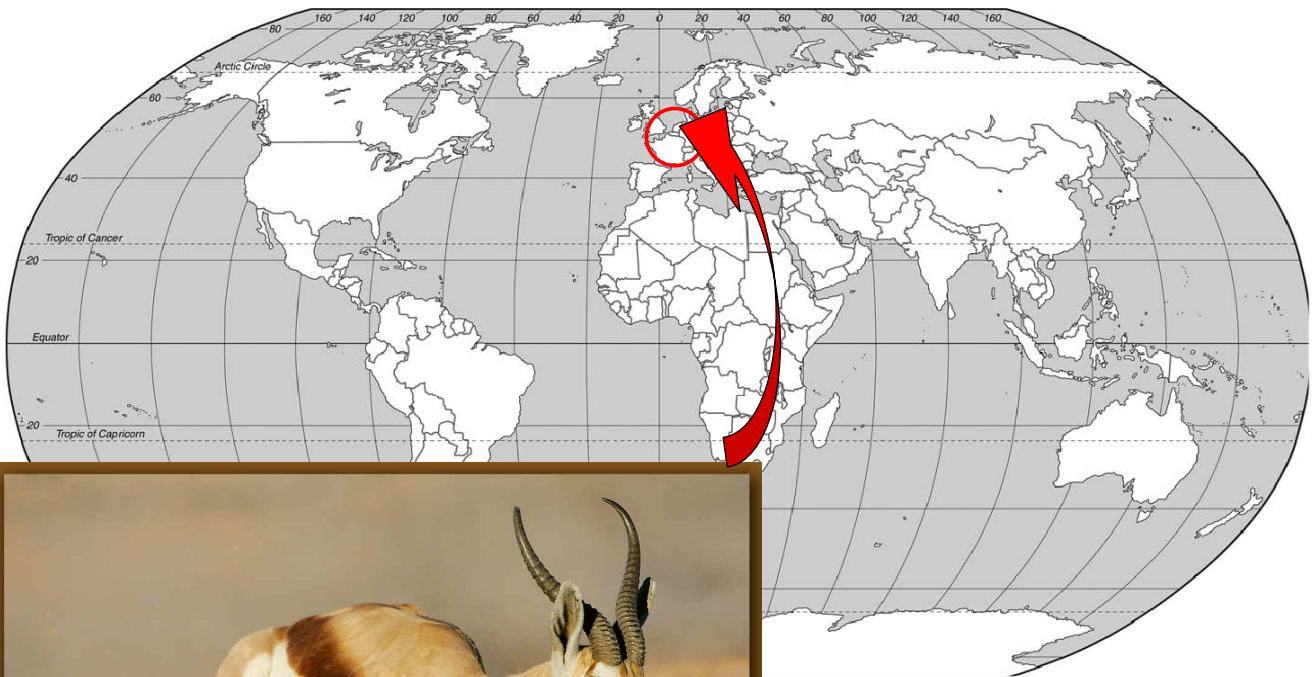 160 140 120 100 80 60 40 20 0 20 40 60 80 100 120 140 160
80
Arctic Circle
60
40
Tropic of Cancer
20
Equator
20
Tropic of Capricorn